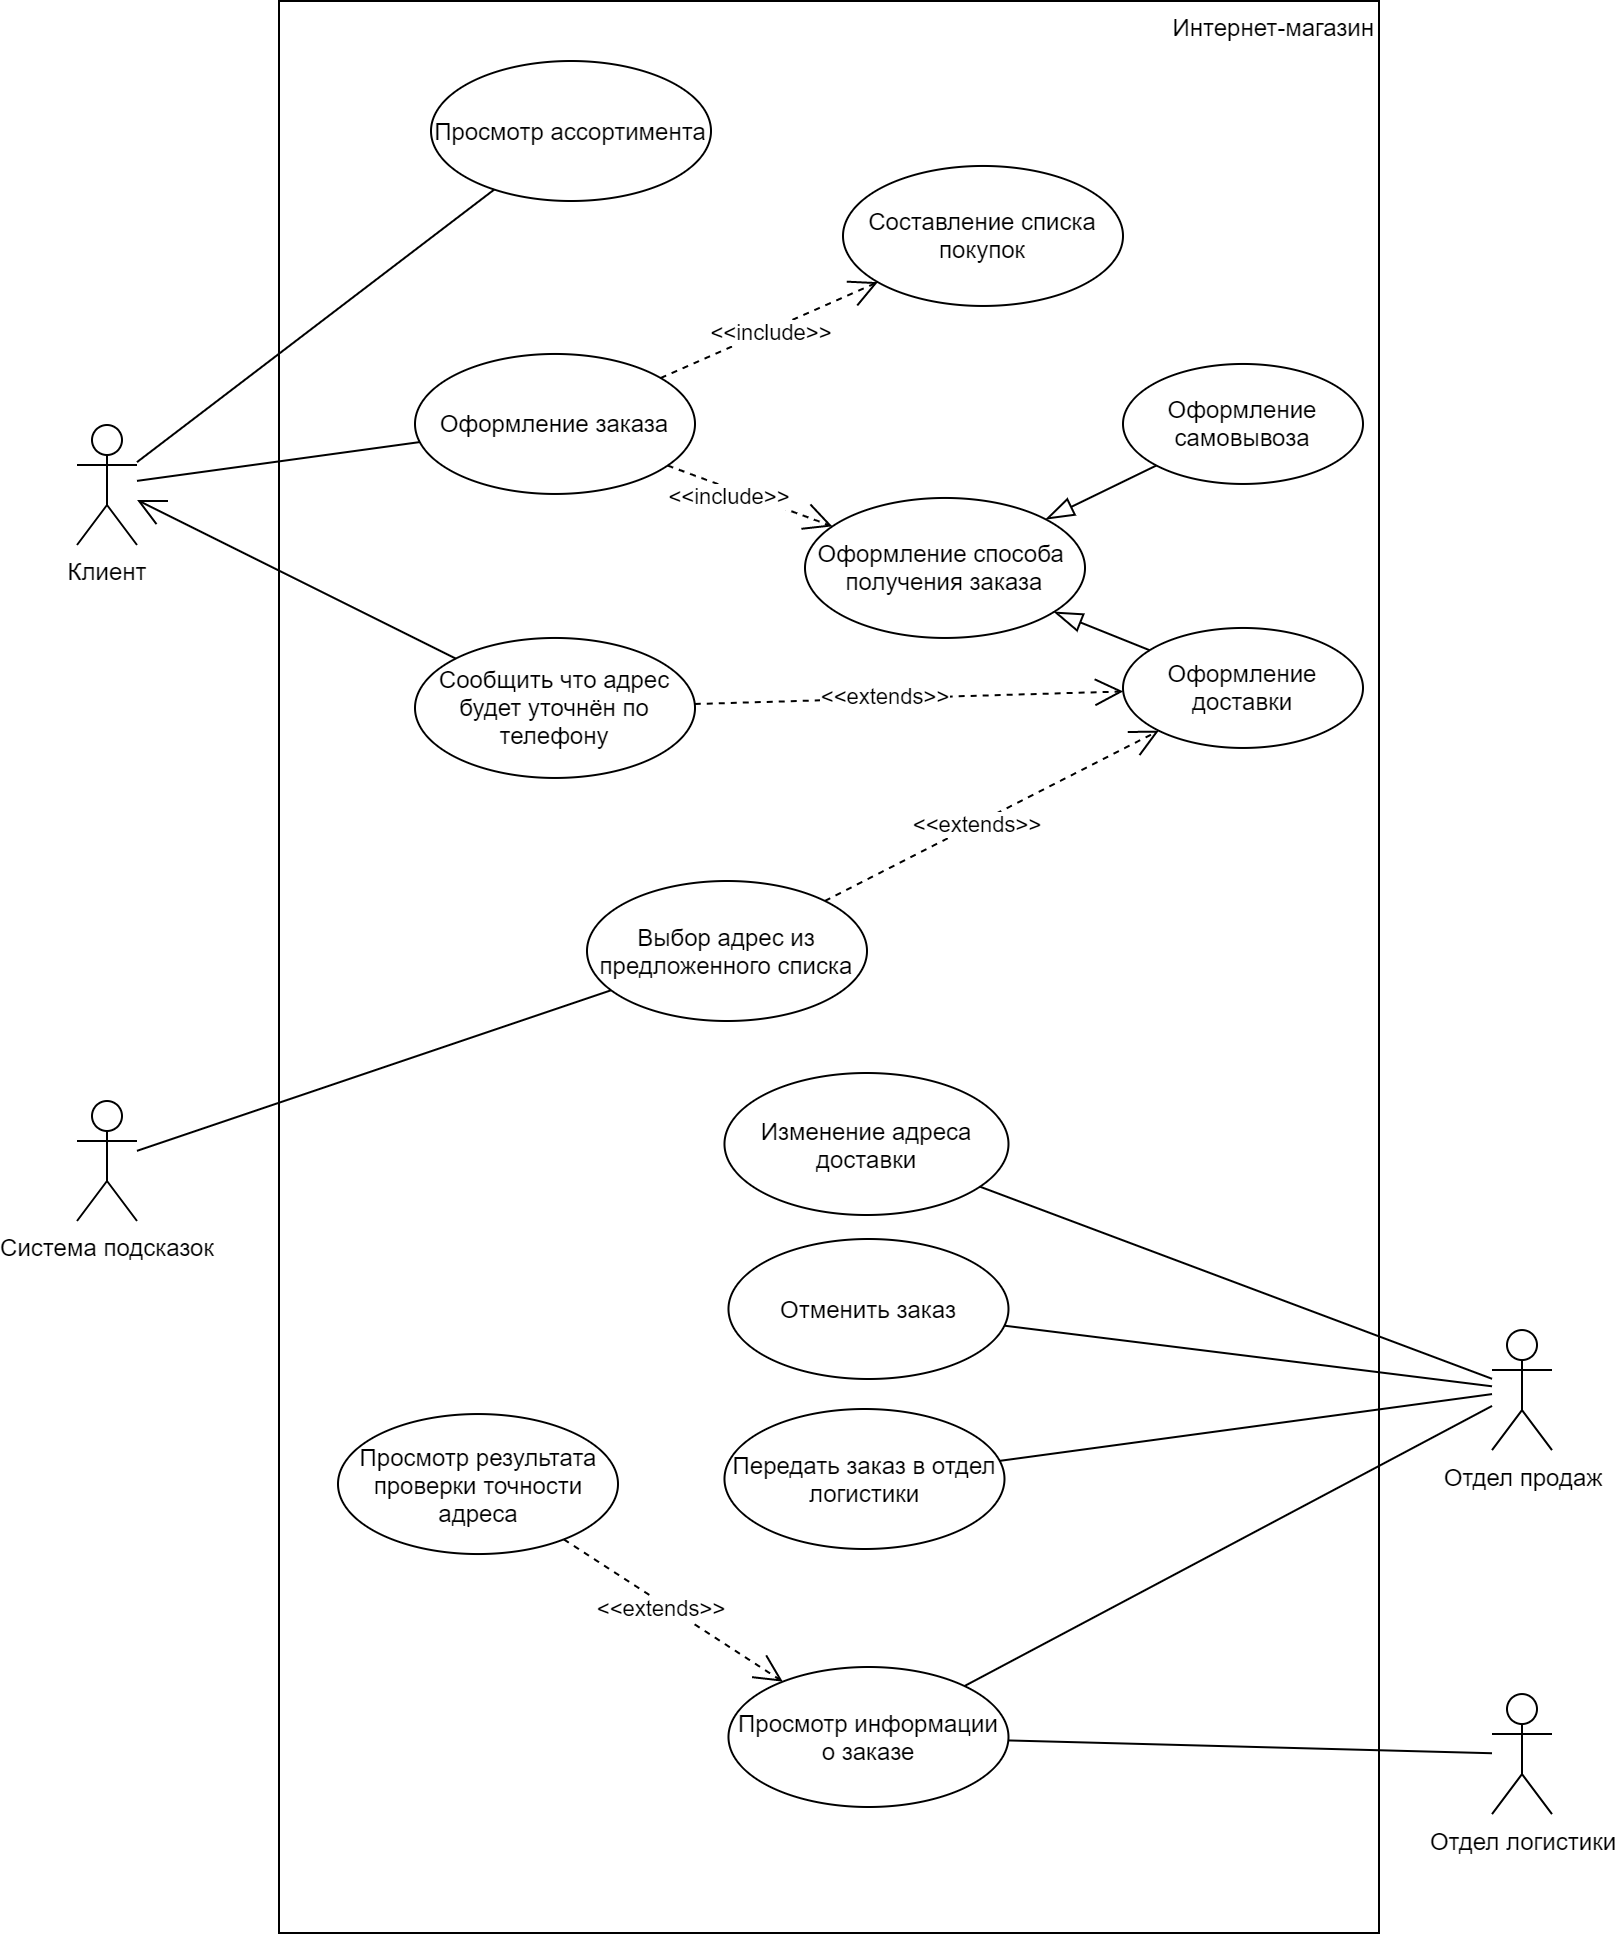 Интернет-магазин
Просмотр ассортимента
Составление списка
покупок
<<include>>
Оформление заказа
Оформление
самовывоза
<<include>>
Клиент
Оформление способа
получения заказа
Сообщить что адрес
будет уточнён по
телефону
<<extends>>
Оформление
доставки
<<extends>>
Выбор адрес из
предложенного списка
Система подсказок
Изменение адреса
доставки
Отменить заказ
Отдел продаж
Передать заказ в отдел
логистики
Просмотр результата
проверки точности
адреса
<<extends>>
Просмотр информации
о заказе
Отдел логистики